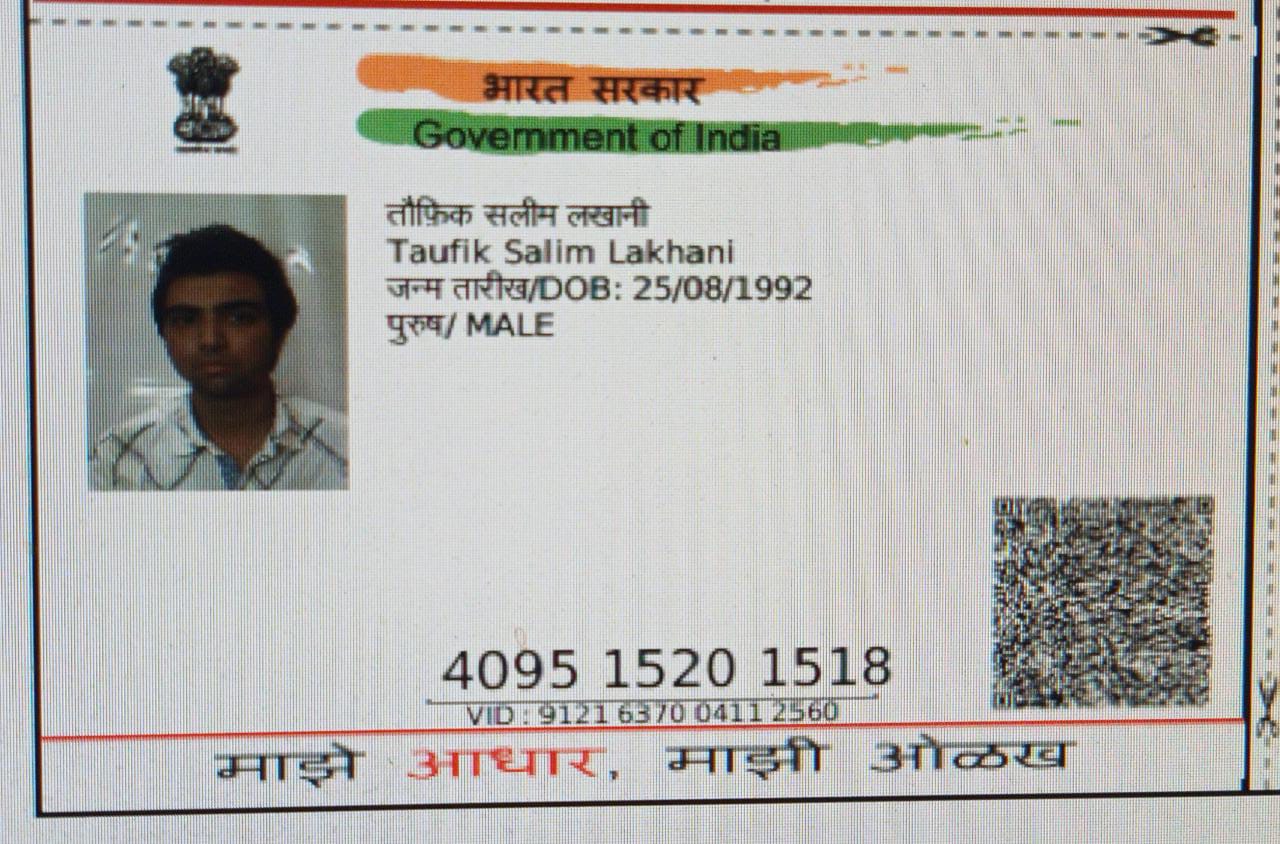 भारत सरकार
Government of India
तौफ़िक सलीम लखानी
Taufik Salim Lakhani
जन्म तारीख/DOB: 25/08/1992
पुरुष/ MALE
4095 1520 1518
VID : 9121 6370 0411 2560
माझे आधार, माझी ओळख